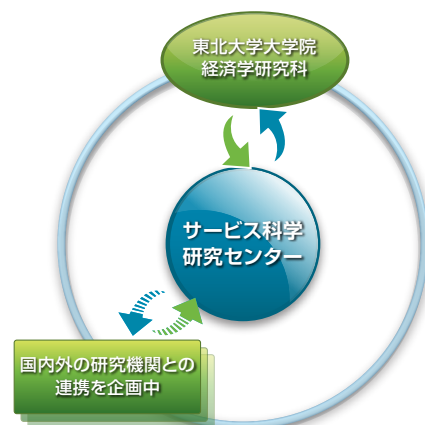 東北大学大学院
経済学研究科
サービス科学
研究センター
国内外の研究機関との
連携を企画中